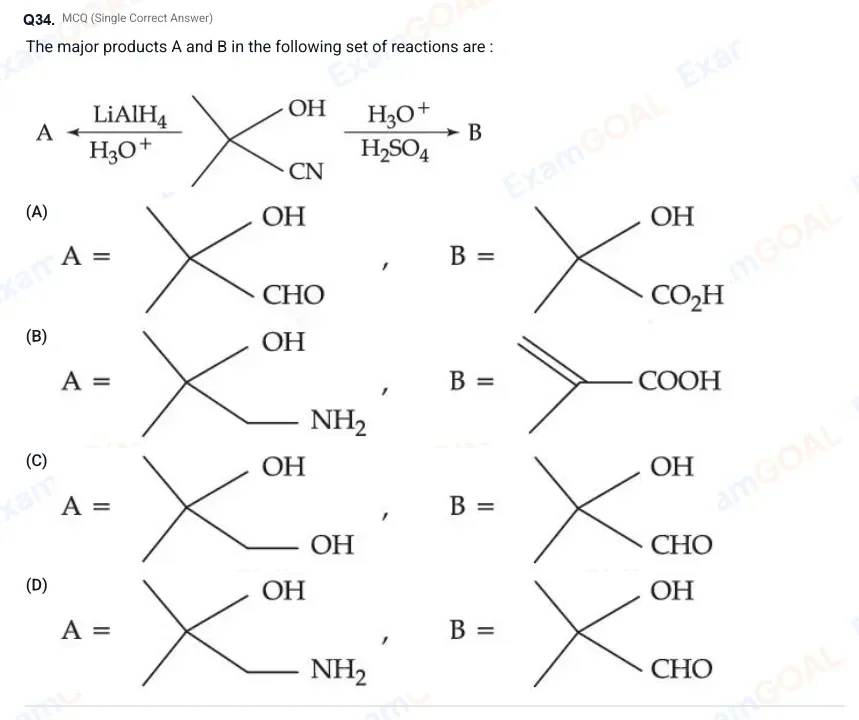 Q34. MCQ (Single Correct Answer)
The major products A and B in the following set of reactions are :
A LiAlH₄ H₃O⁺ OH CN H₃O⁺ H₂SO₄ B
(A) A = OH CHO , B = OH CO₂H
(B) A = OH NH₂ , B = COOH
(C) A = OH OH , B = OH CHO
(D) A = OH NH₂ , B = OH CHO
ExamGOAL